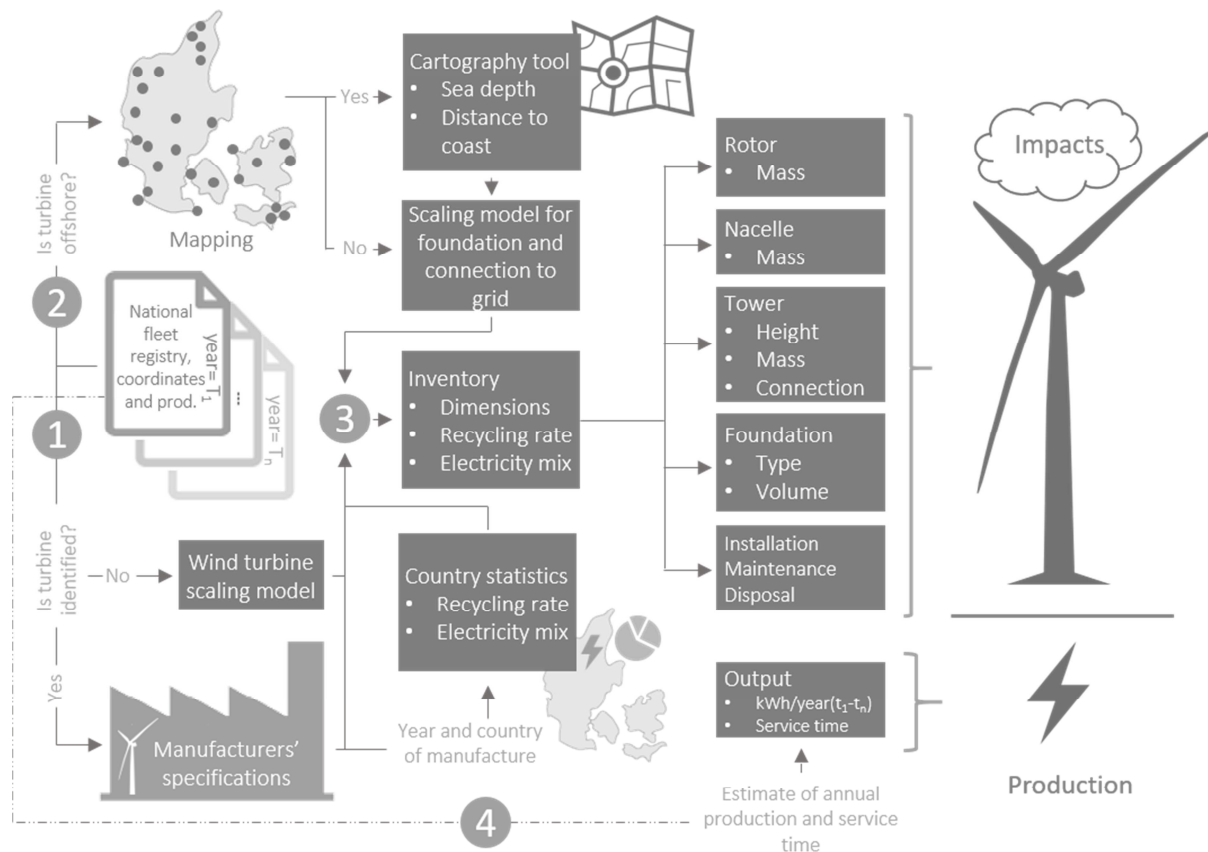 Is turbine
offshore?
Mapping
Yes
No
Cartography tool
• Sea depth
• Distance to
coast
Scaling model for
foundation and
connection to
grid
2
National
fleet
registry,
coordinates
and prod.
year= T1
...
year= Tn
1
3
Inventory
• Dimensions
• Recycling rate
• Electricity mix
Is turbine
identified?
No
Wind turbine
scaling model
Yes
Manufacturers'
specifications
Country statistics
• Recycling rate
• Electricity mix
Year and country
of manufacture
Rotor
• Mass
Nacelle
• Mass
Tower
• Height
• Mass
• Connection
Foundation
• Type
• Volume
Installation
Maintenance
Disposal
Impacts
Output
• kWh/year(t1-tn)
• Service time
Production
4
Estimate of annual
production and service
time